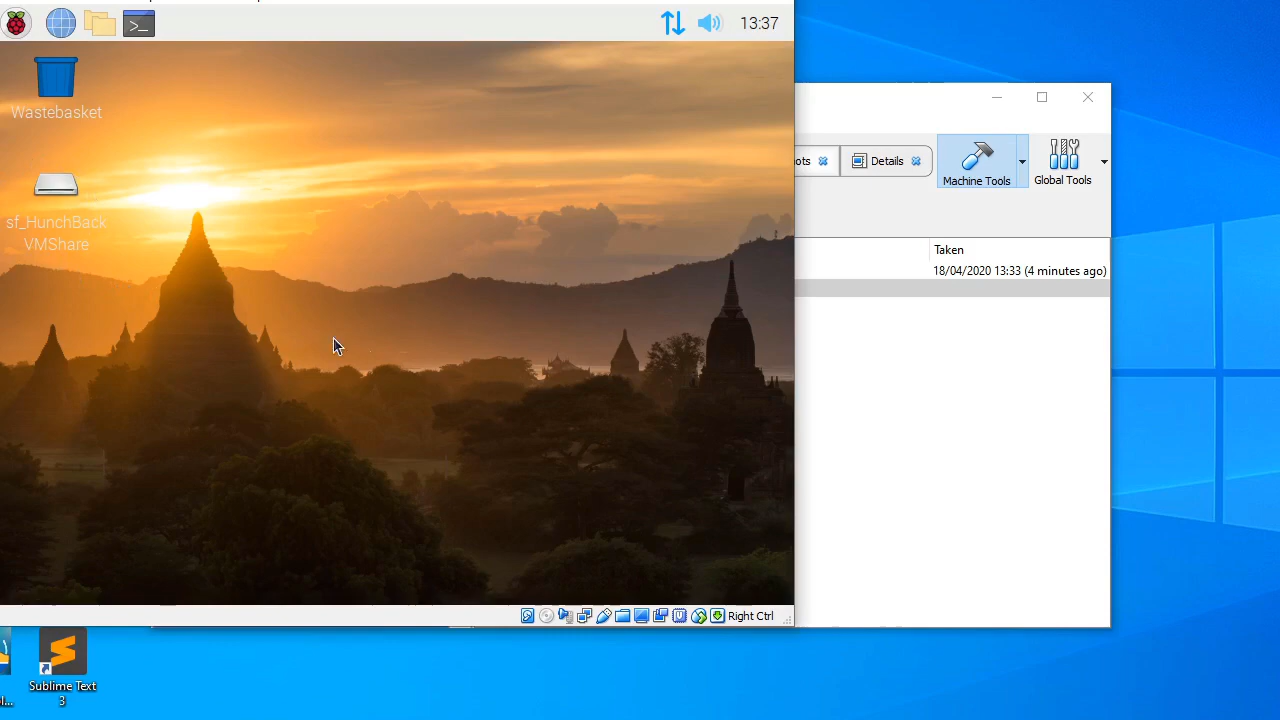 13:37
Wastebasket
sf_HunchBack
VMShare
ots
Details
Machine Tools
Global Tools
Taken
18/04/2020 13:33 (4 minutes ago)
Right Ctrl
Sublime Text
3